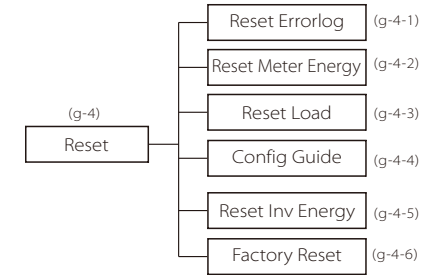 Reset Errorlog (g-4-1)
Reset Meter Energy (g-4-2)
(g-4)
Reset Load (g-4-3)
Reset
Config Guide (g-4-4)
Reset Inv Energy (g-4-5)
Factory Reset (g-4-6)